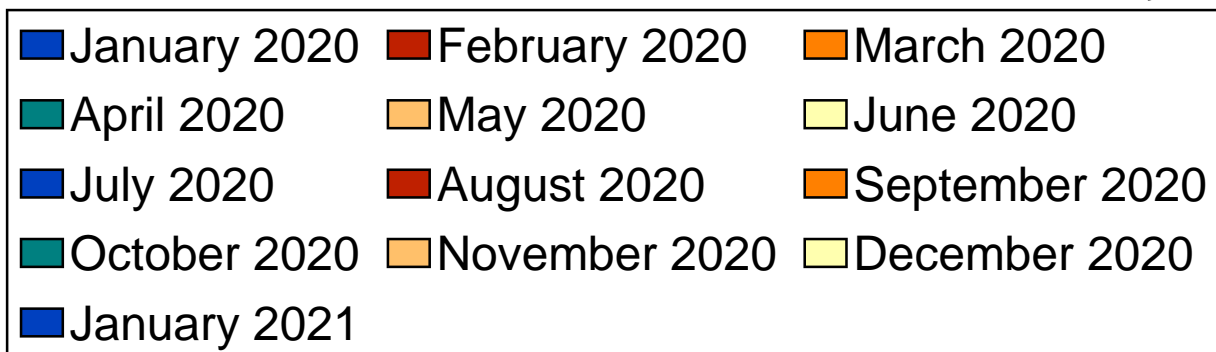 January 2020 February 2020 March 2020
April 2020 May 2020 June 2020
July 2020 August 2020 September 2020
October 2020 November 2020 December 2020
January 2021